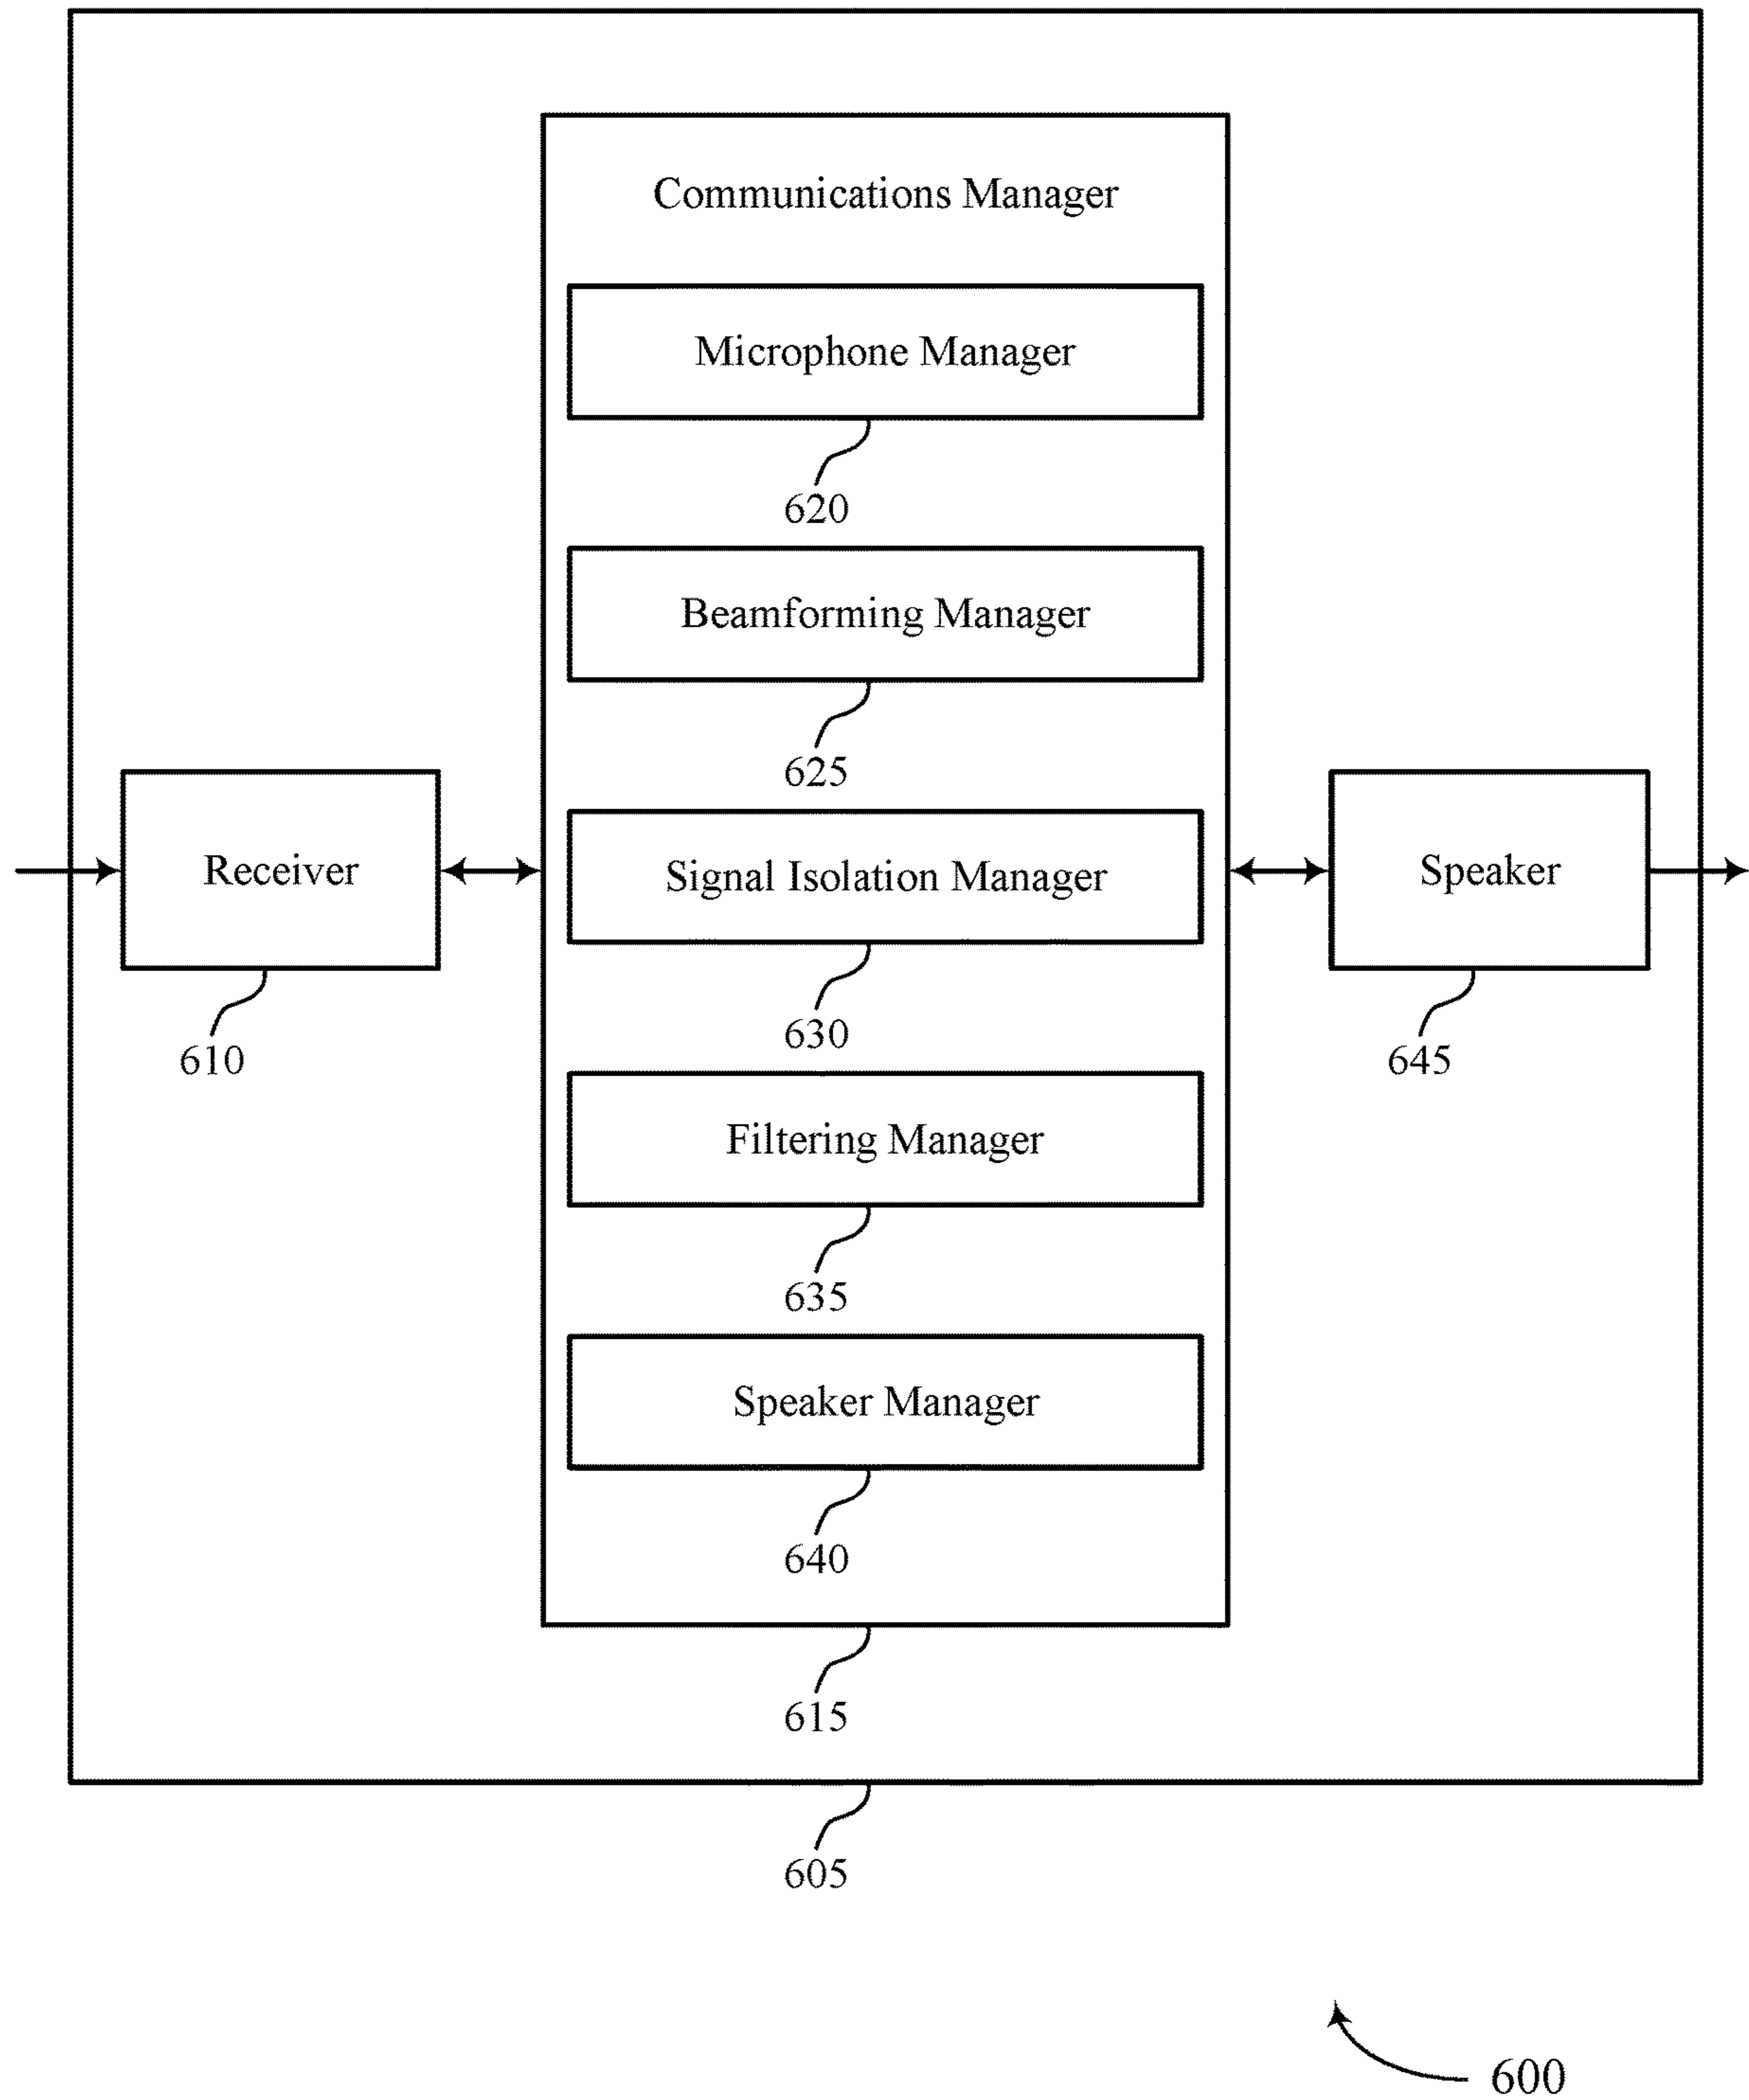 Communications Manager
Microphone Manager
620
Beamforming Manager
625
Receiver
610
Signal Isolation Manager
630
Speaker
645
Filtering Manager
635
Speaker Manager
640
615
605
600